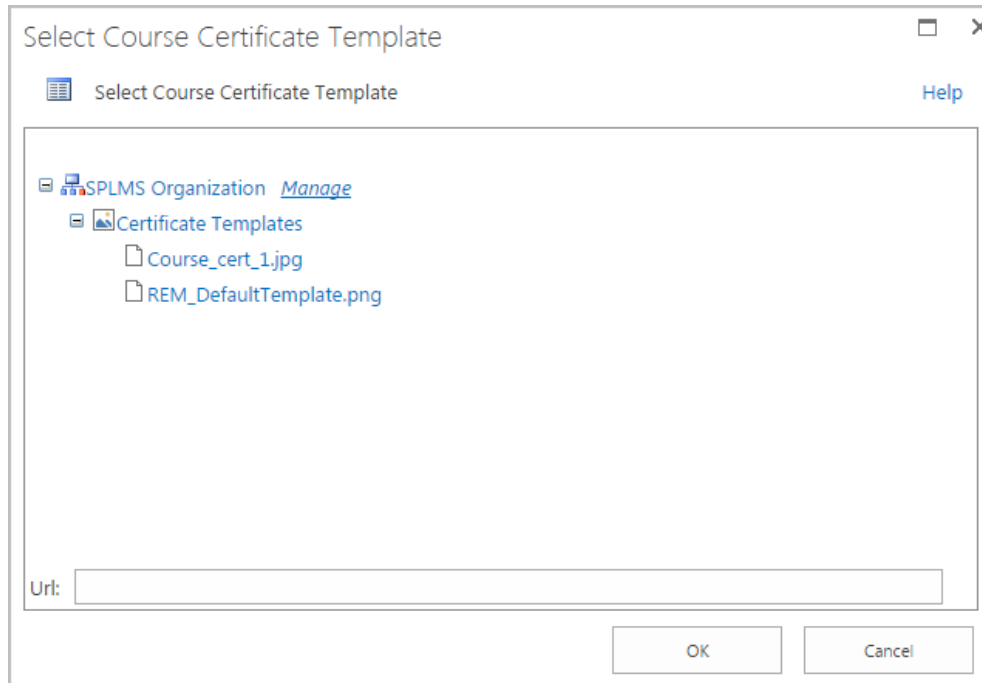 Select Course Certificate Template
Select Course Certificate Template Help
SPLMS Organization Manage
Certificate Templates
Course_cert_1.jpg
REM_DefaultTemplate.png
Url:
OK Cancel